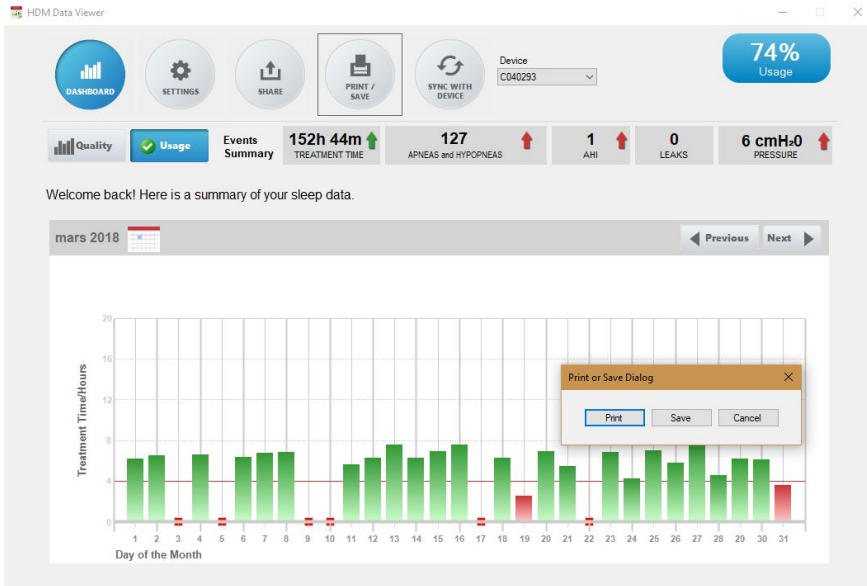 HDM Data Viewer
DASHBOARD
SETTINGS
SHARE
PRINT /
SAVE
SYNC WITH
DEVICE
Device
C040293
74%
Usage
Quality
Usage
Events
Summary
152h 44m
TREATMENT TIME
127
APNEAS and HYPOPNEAS
1
AHI
0
LEAKS
6 cmH₂0
PRESSURE
Welcome back! Here is a summary of your sleep data.
mars 2018
Previous
Next
20
16
12
8
4
0
Treatment Time/Hours
Print or Save Dialog
Print
Save
Cancel
1 2 3 4 5 6 7 8 9 10 11 12 13 14 15 16 17 18 19 20 21 22 23 24 25 26 27 28 29 30 31
Day of the Month